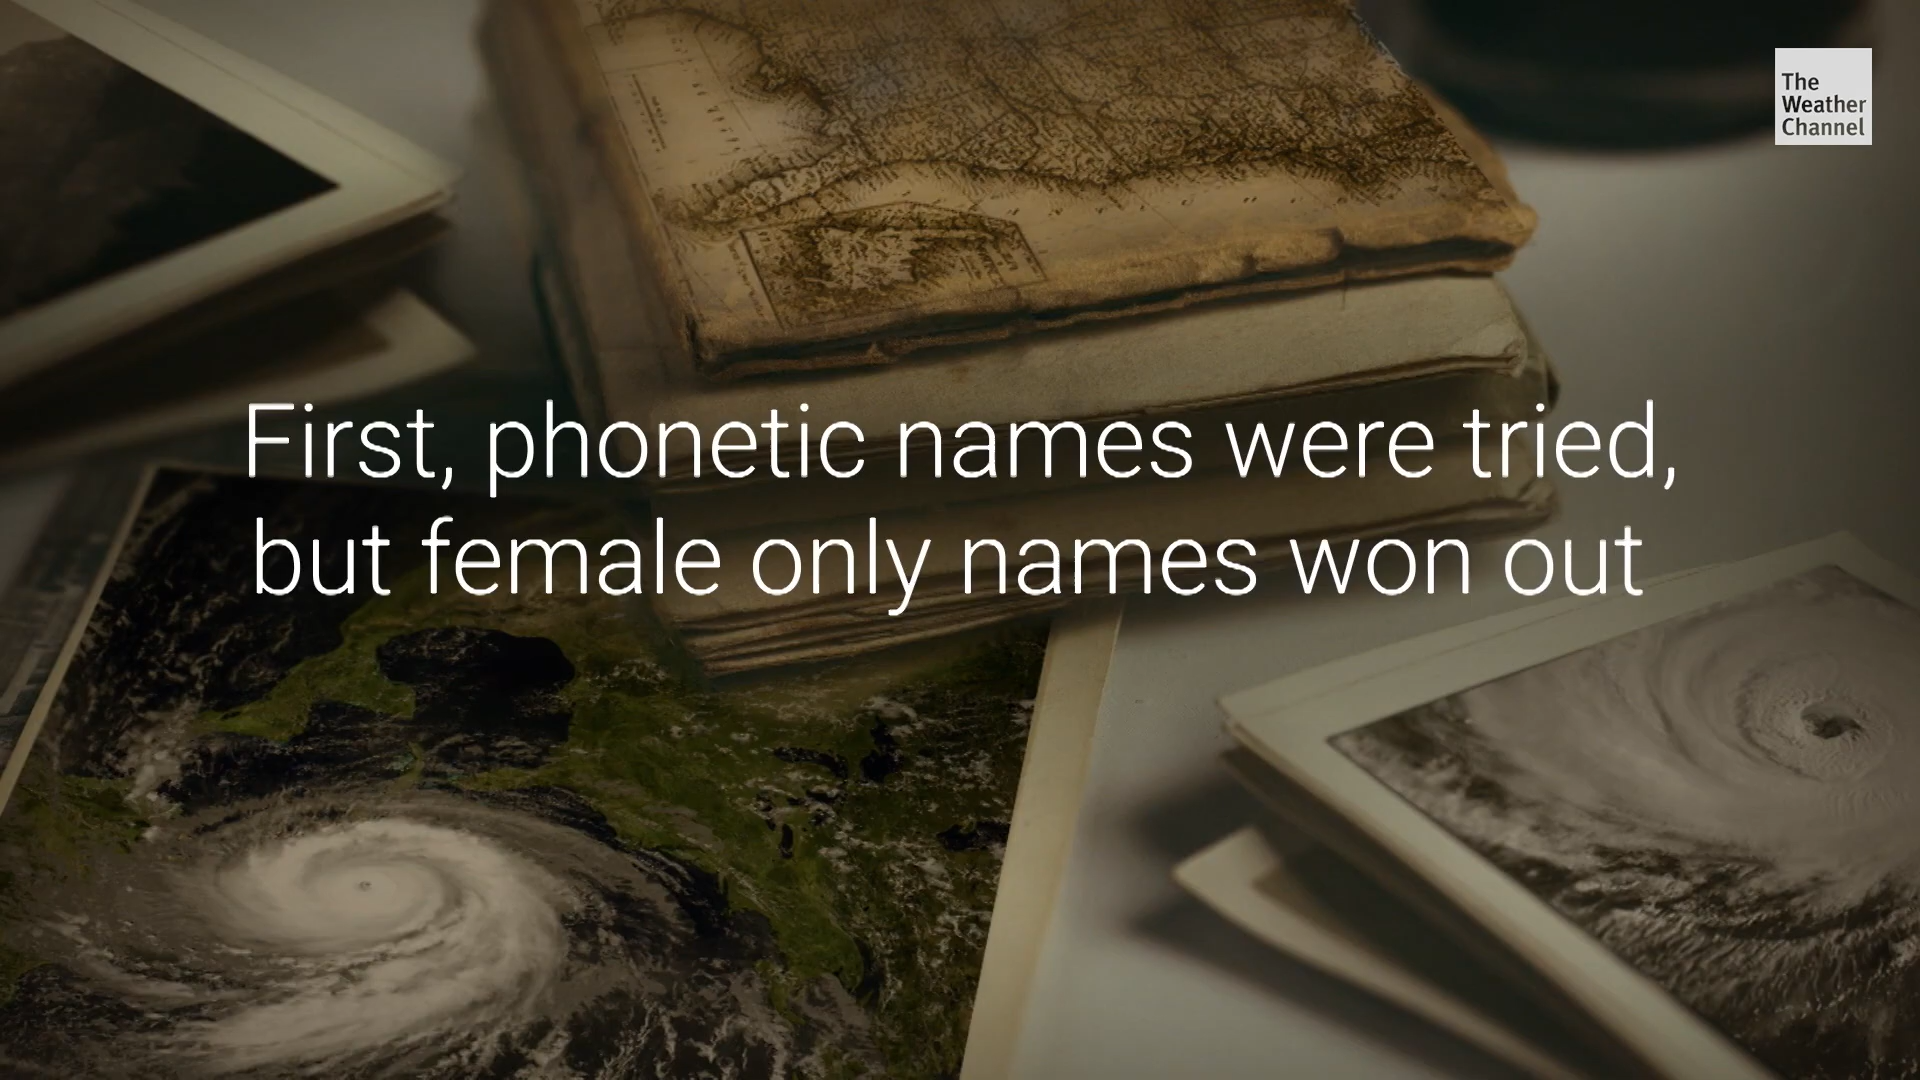 The
Weather
Channel
First, phonetic names were tried,
but female only names won out